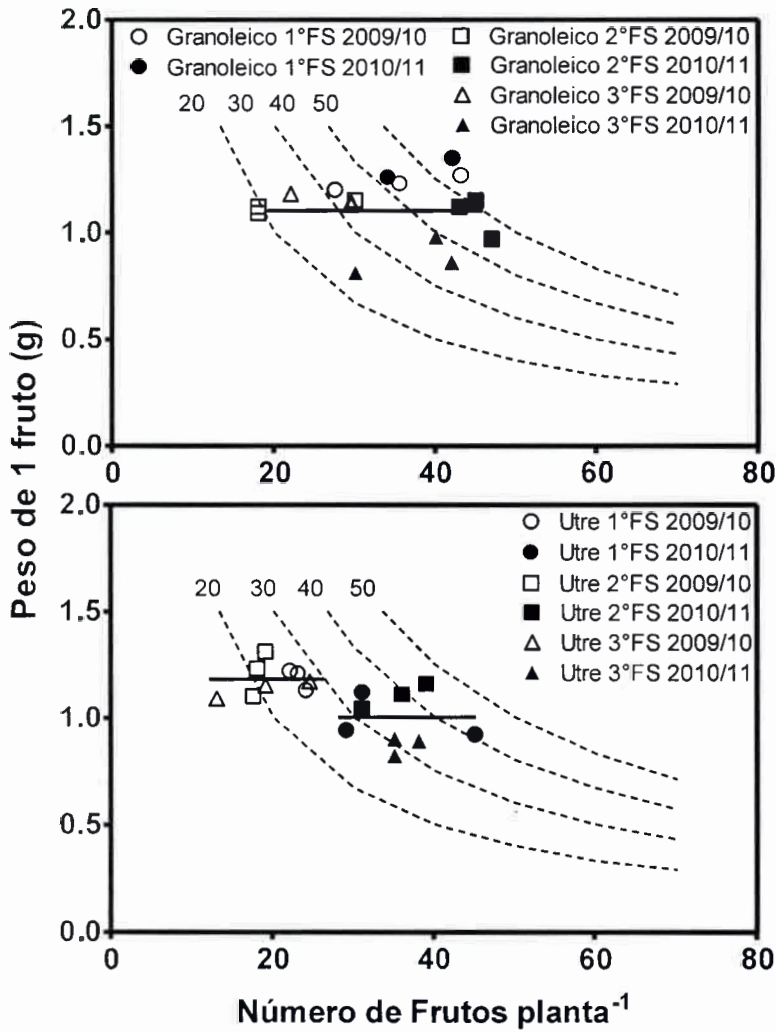 2.0
Granoleico 1°FS 2009/10
Granoleico 2°FS 2009/10
Granoleico 1°FS 2010/11
Granoleico 2°FS 2010/11
Granoleico 3°FS 2009/10
Granoleico 3°FS 2010/11
20 30 40 50
1.5
1.0
0.5
0.0
0 20 40 60 80
Peso de 1 fruto (g)
2.0
Utre 1°FS 2009/10
Utre 1°FS 2010/11
Utre 2°FS 2009/10
Utre 2°FS 2010/11
Utre 3°FS 2009/10
Utre 3°FS 2010/11
20 30 40 50
1.5
1.0
0.5
0.0
0 20 40 60 80
Número de Frutos planta⁻¹